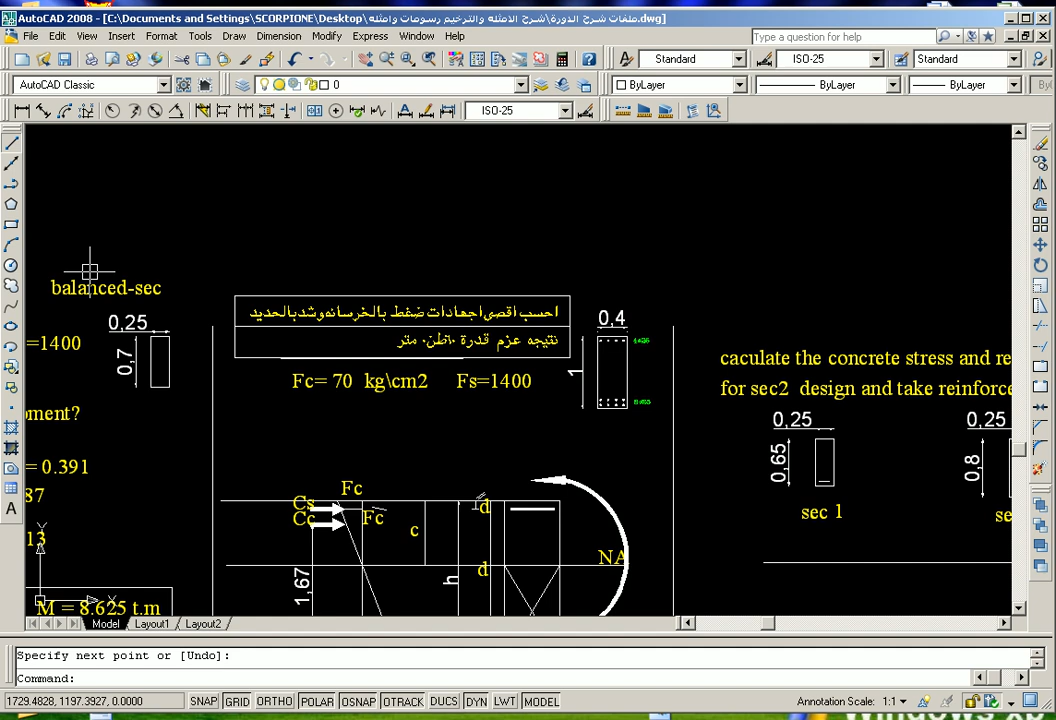 AutoCAD 2008 - [C:\Documents and Settings\SCORPIONE\Desktop\ملفات شرح الدورة\شرح الامثله والترخيم رسومات وامثله.dwg]
File Edit View Insert Format Tools Draw Dimension Modify Express Window Help
Type a question for help
Standard ISO-25 Standard
AutoCAD Classic 0 ByLayer ByLayer ByLayer
ISO-25
balanced-sec
0,25
=1400
0,7
oment?
= 0.391
87
13
Y
X
M = 8.625 t.m
احسب اقصى اجهادات ضغط بالخرسانه وشد بالحديد
Fc= 70 kg\cm2 Fs=1400
0,4
1
Fc
Cs
Cc
Fc
c
d
d
h
1,67
NA
caculate the concrete stress and re
for sec2 design and take reinforce
0,25
0,65
sec 1
0,25
0,8
se
Model Layout1 Layout2
Specify next point or [Undo]:
Command:
1729.4828, 1197.3927, 0.0000 SNAP GRID ORTHO POLAR OSNAP OTRACK DUCS DYN LWT MODEL Annotation Scale: 1:1